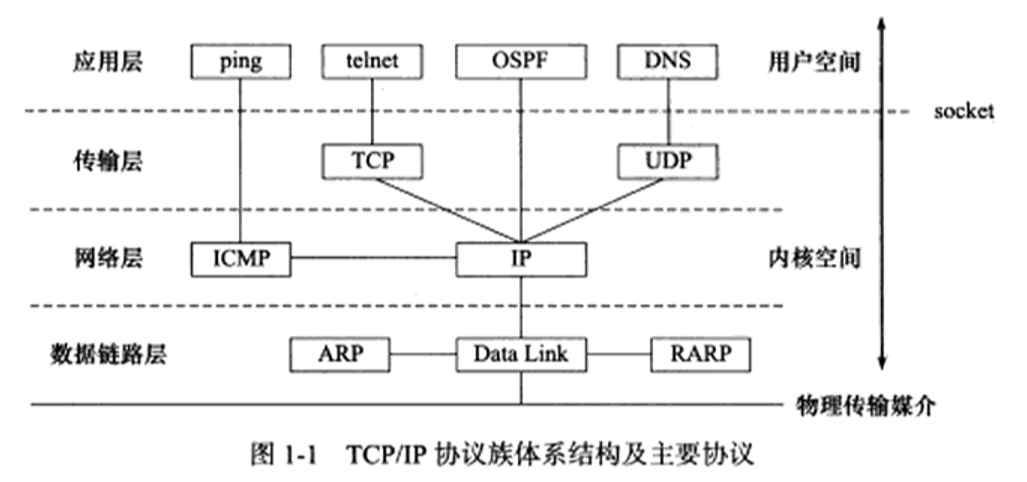 应用层 ping telnet OSPF DNS 用户空间
socket
传输层 TCP UDP
网络层 ICMP IP 内核空间
数据链路层 ARP Data Link RARP
物理传输媒介
图 1-1 TCP/IP 协议族体系结构及主要协议